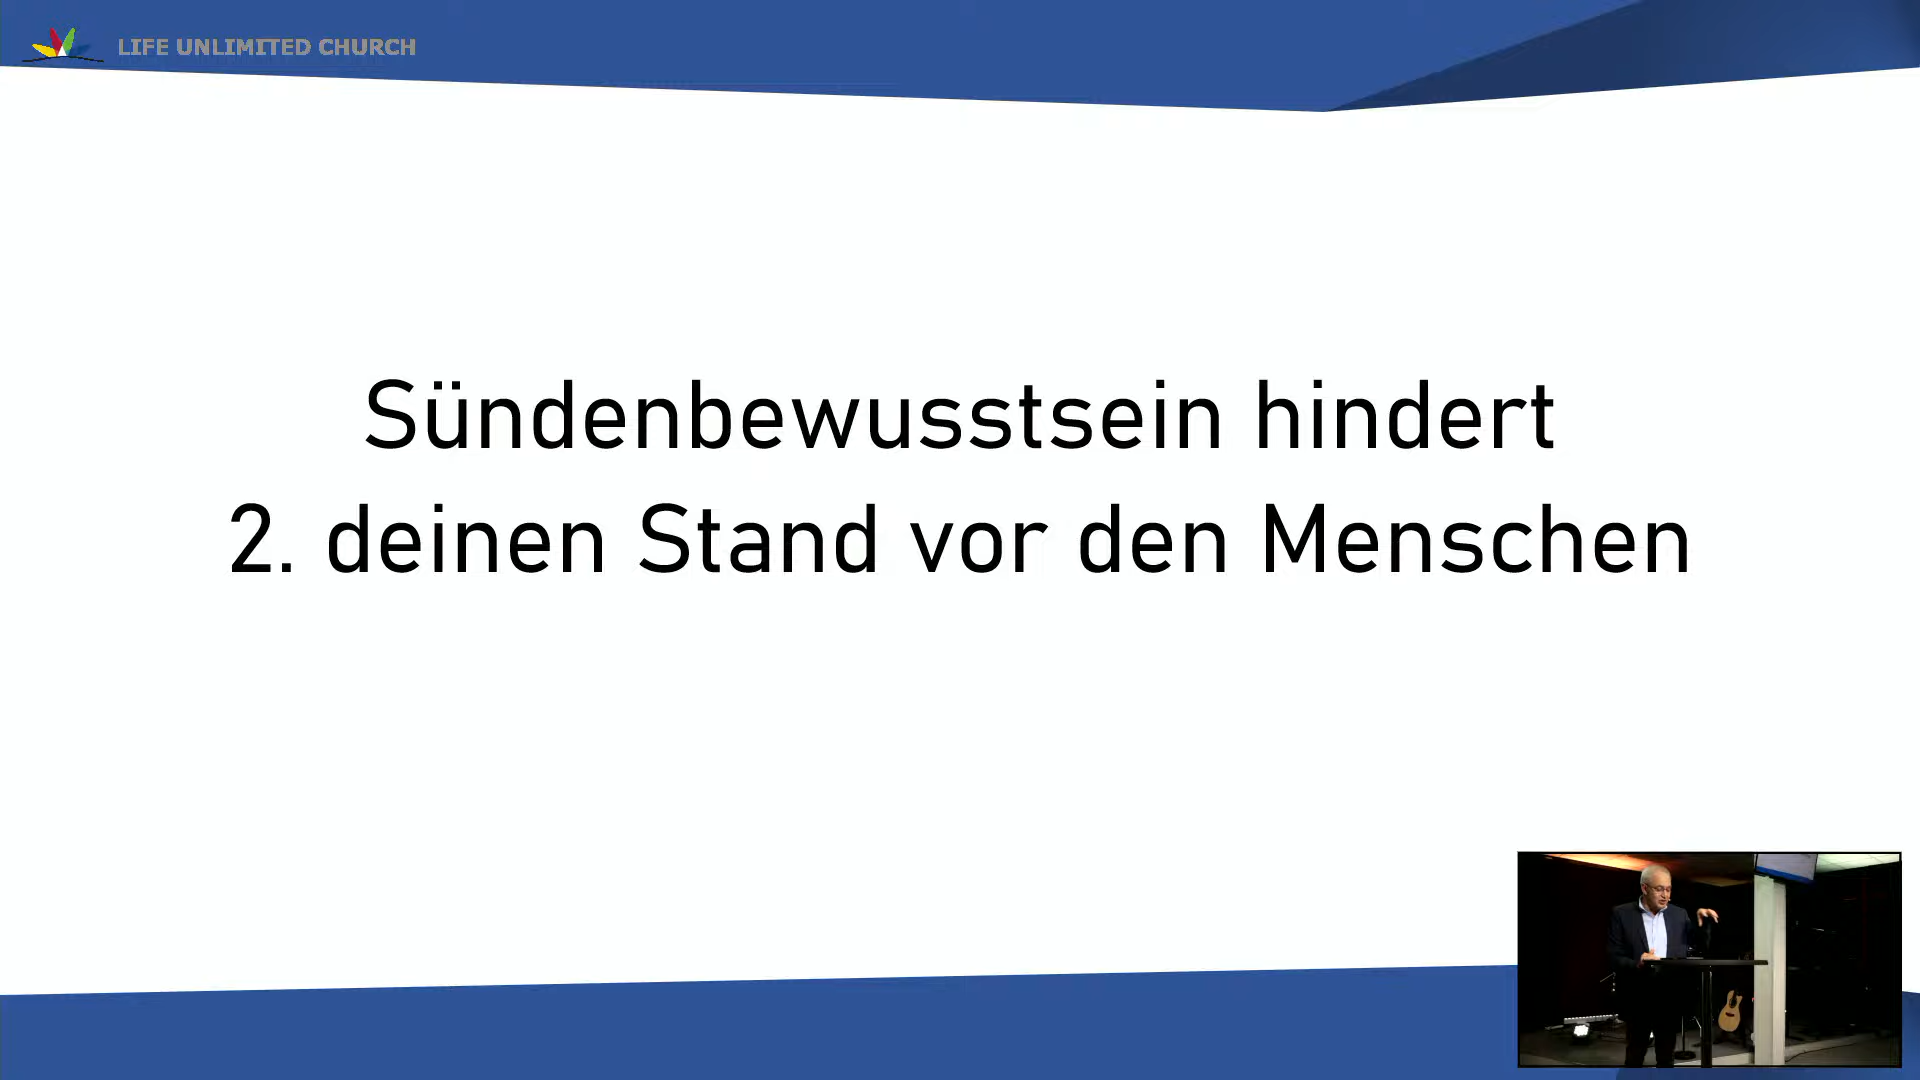 LIFE UNLIMITED CHURCH
Sündenbewusstsein hindert
2. deinen Stand vor den Menschen